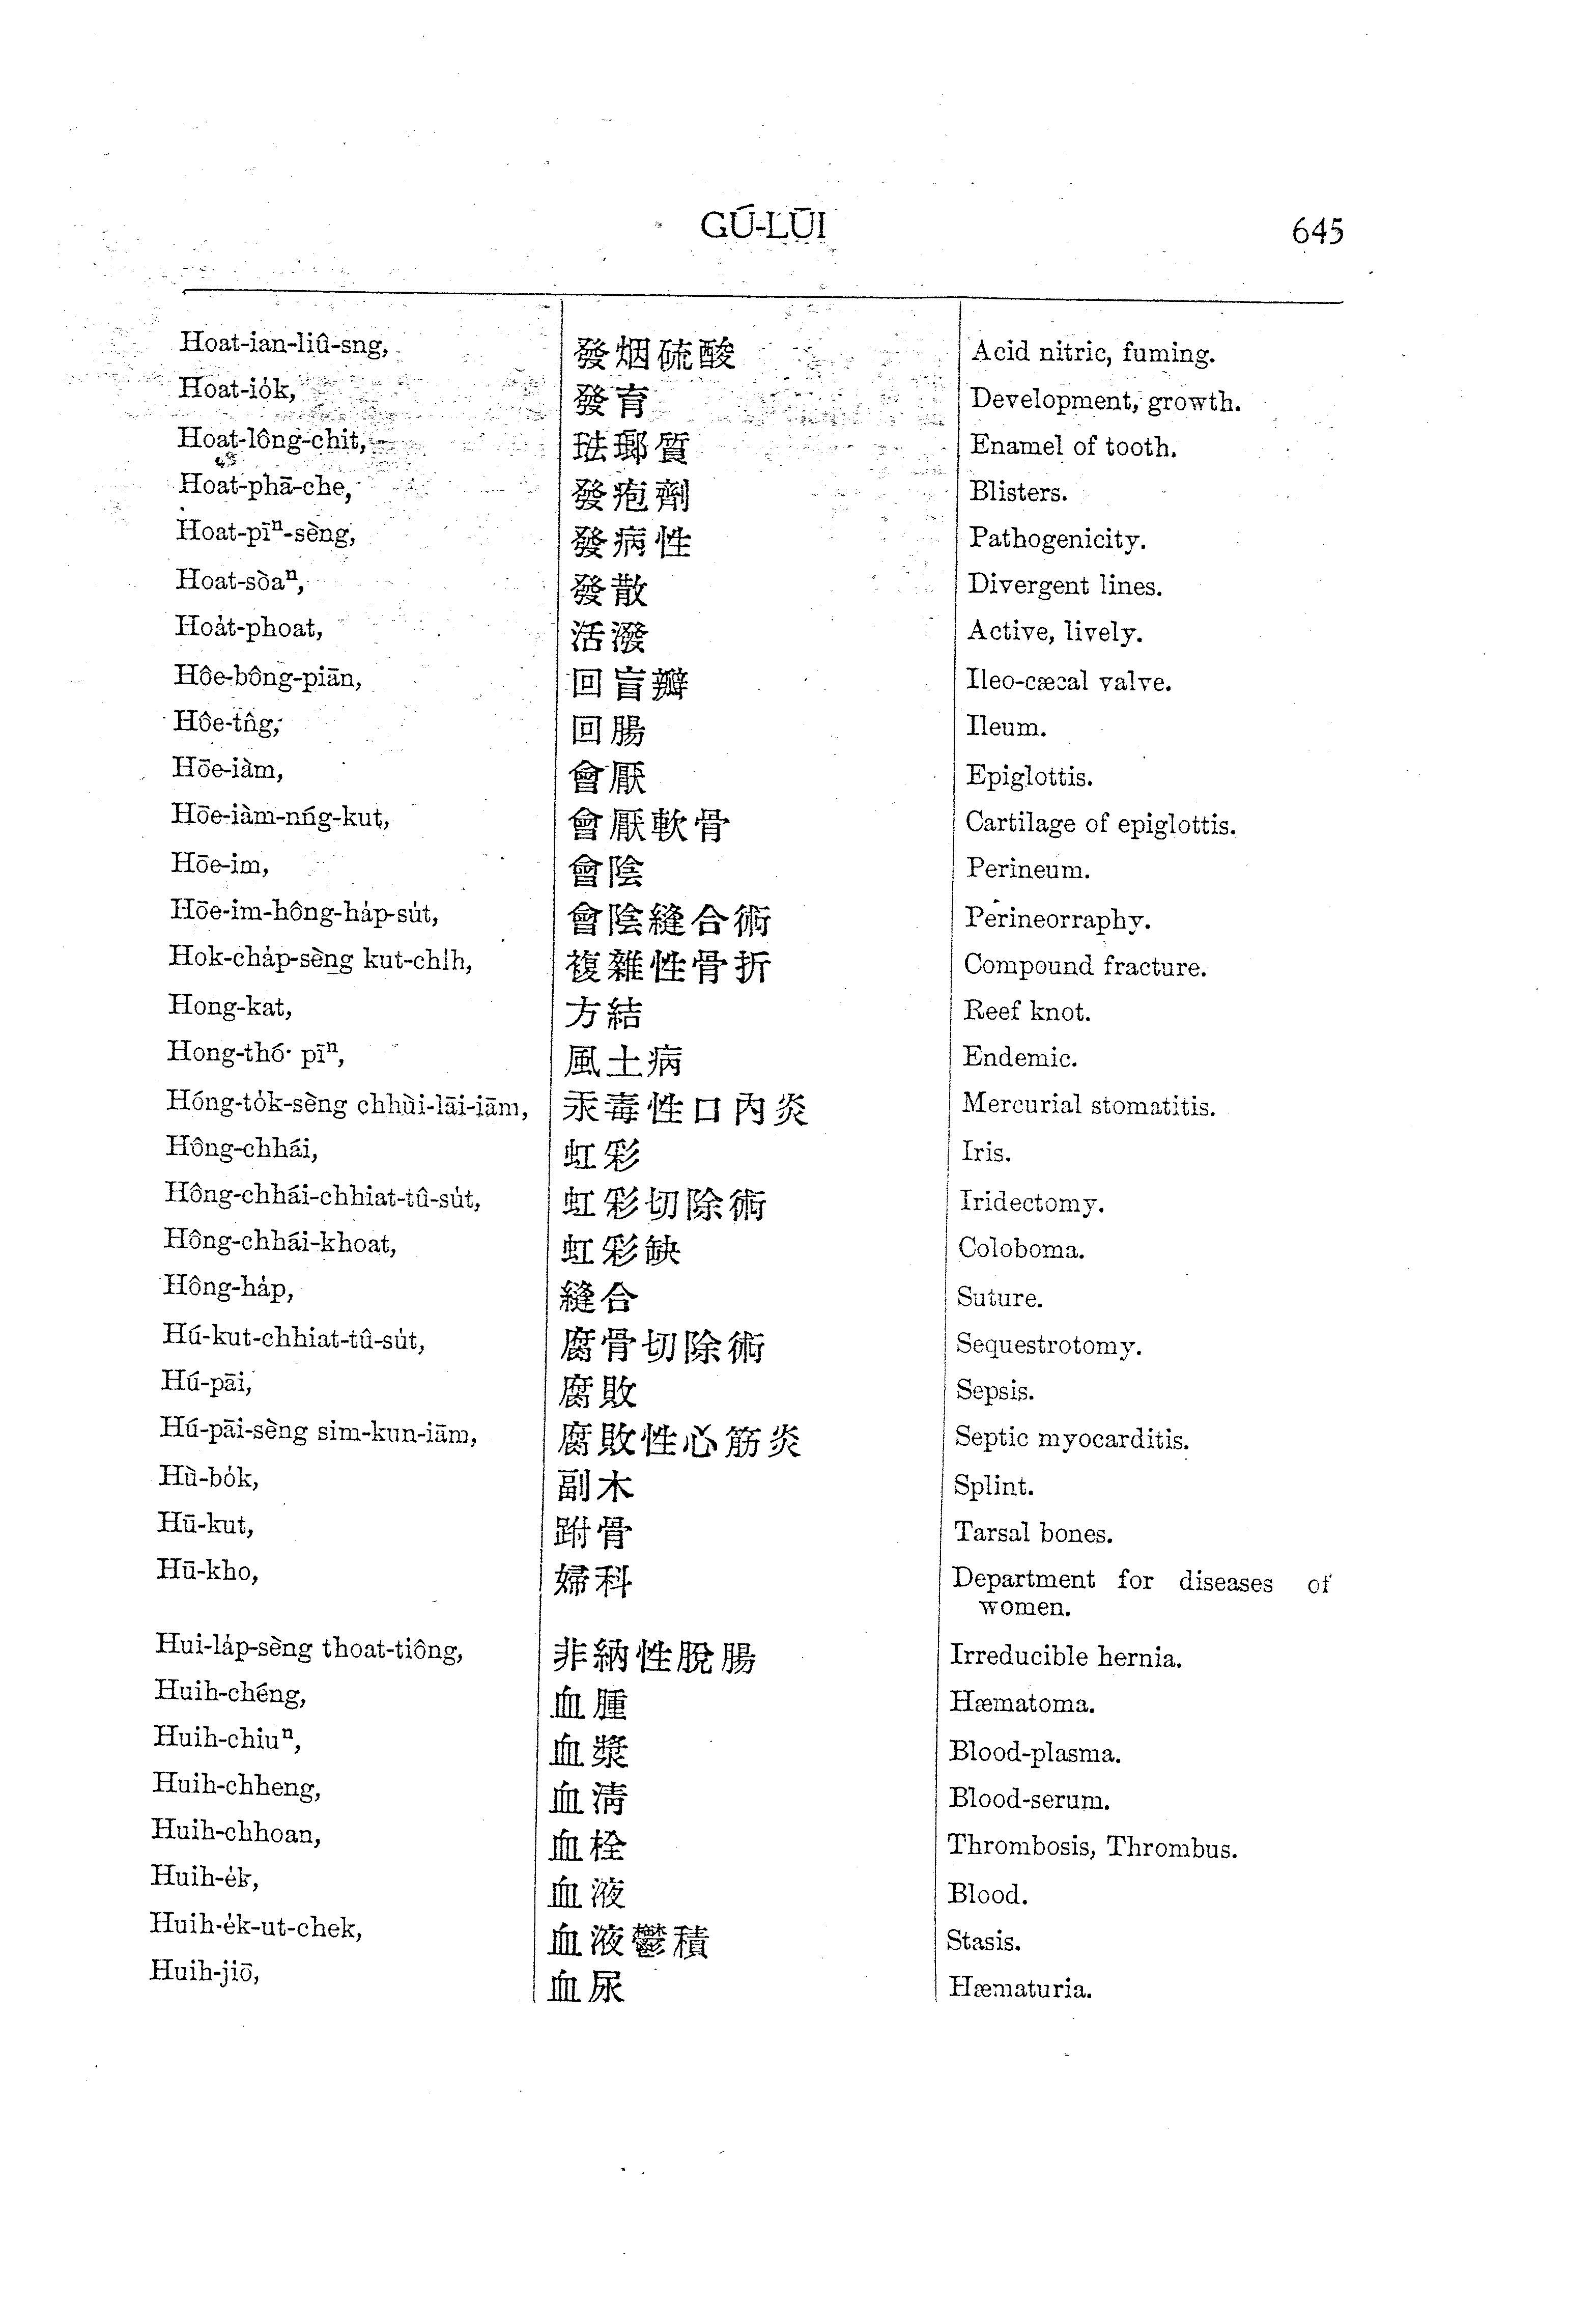 GÚ-LŪI 645
Hoat-ian-liû-sng, 發烟硫酸 Acid nitric, fuming.
Hoat-io̍k, 發育 Development, growth.
Hoat-lông-chit, 琺瑯質 Enamel of tooth.
Hoat-phā-che, 發疱劑 Blisters.
Hoat-pīⁿ-sèng, 發病性 Pathogenicity.
Hoat-sòaⁿ, 發散 Divergent lines.
Hoa̍t-phoat, 活潑 Active, lively.
Hôe-bông-piān, 回盲瓣 Ileo-cæcal valve.
Hôe-tn̂g, 回腸 Ileum.
Hōe-iàm, 會厭 Epiglottis.
Hōe-iàm-nńg-kut, 會厭軟骨 Cartilage of epiglottis.
Hōe-im, 會陰 Perineum.
Hōe-im-hông-ha̍p-su̍t, 會陰縫合術 Perineorraphy.
Hok-cha̍p-sèng kut-chi̍h, 複雜性骨折 Compound fracture.
Hong-kat, 方結 Reef knot.
Hong-thó͘ pīⁿ, 風土病 Endemic.
Hóng-to̍k-sèng chhùi-lāi-iām, 汞毒性口內炎 Mercurial stomatitis.
Hông-chhái, 虹彩 Iris.
Hông-chhái-chhiat-tû-su̍t, 虹彩切除術 Iridectomy.
Hông-chhái-khoat, 虹彩缺 Coloboma.
Hông-ha̍p, 縫合 Suture.
Hú-kut-chhiat-tû-su̍t, 腐骨切除術 Sequestrotomy.
Hú-pāi, 腐敗 Sepsis.
Hú-pāi-sèng sim-kun-iām, 腐敗性心筋炎 Septic myocarditis.
Hù-bo̍k, 副木 Splint.
Hū-kut, 跗骨 Tarsal bones.
Hū-kho, 婦科 Department for diseases of
women.
Hui-la̍p-sèng thoat-tiông, 非納性脫腸 Irreducible hernia.
Huih-chéng, 血腫 Hæmatoma.
Huih-chiuⁿ, 血漿 Blood-plasma.
Huih-chheng, 血清 Blood-serum.
Huih-chhoan, 血栓 Thrombosis, Thrombus.
Huih-e̍k, 血液 Blood.
Huih-e̍k-ut-chek, 血液鬱積 Stasis.
Huih-jiō, 血尿 Hæmaturia.